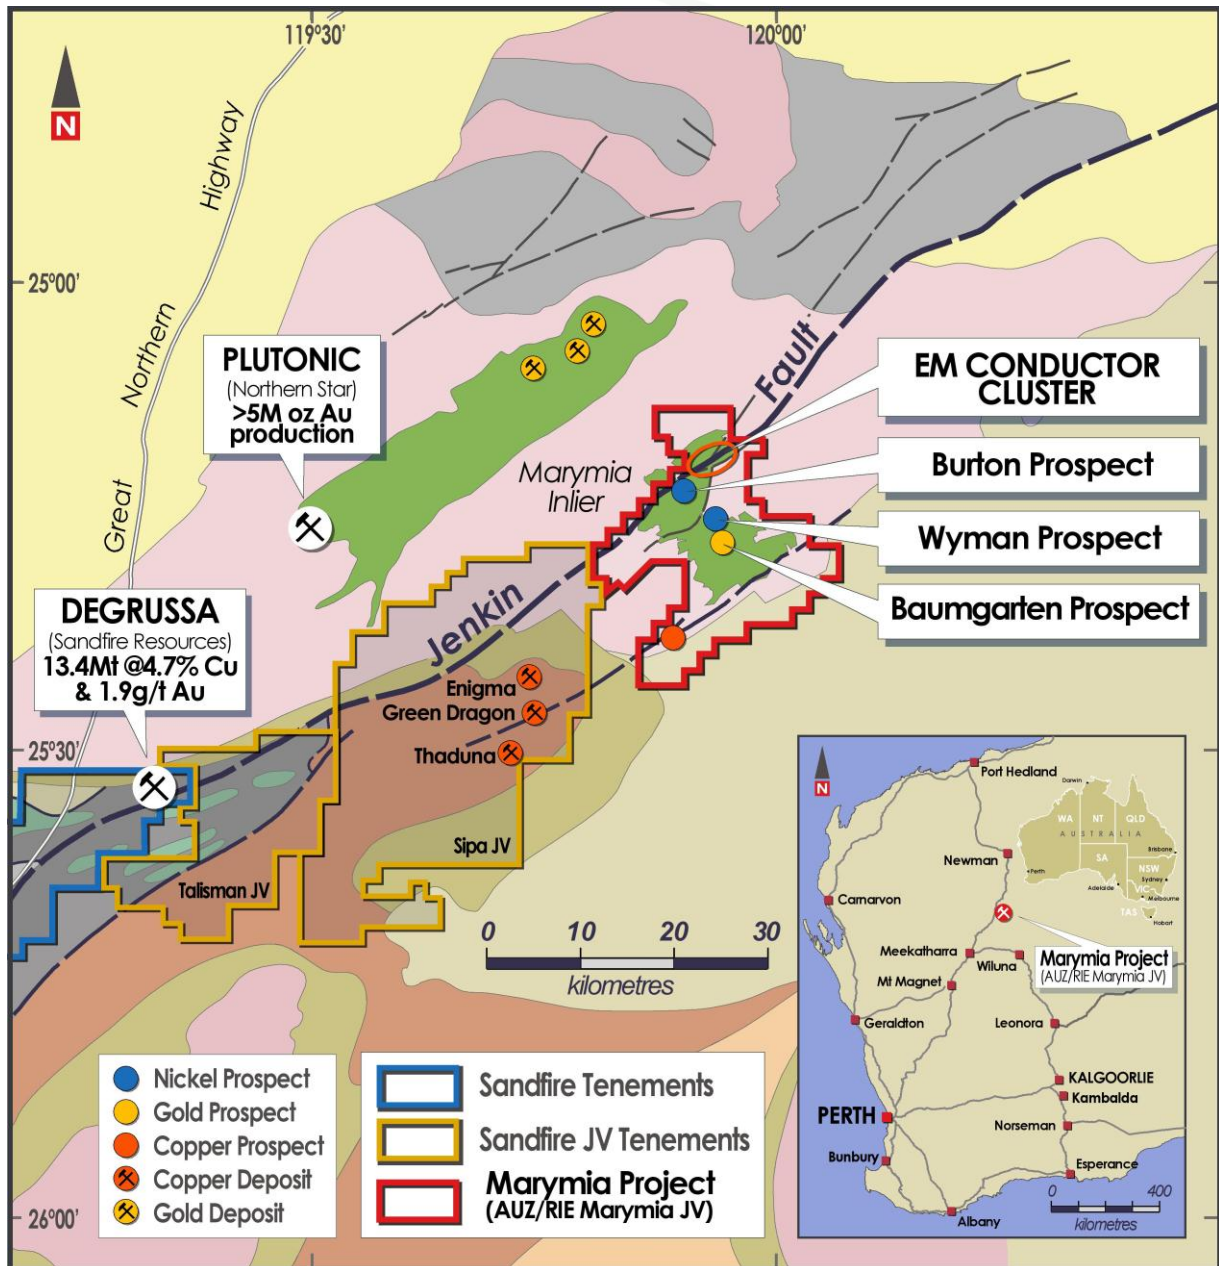 119°30'
120°00'
N
Highway
Northern
Great
25°00'
PLUTONIC
(Northern Star)
>5M oz Au
production
Fault
EM CONDUCTOR
CLUSTER
Burton Prospect
Marymia
Inlier
Wyman Prospect
Baumgarten Prospect
DEGRUSSA
(Sandfire Resources)
13.4Mt @4.7% Cu
& 1.9g/t Au
Jenkin
Enigma
Green Dragon
Thaduna
25°30'
Sipa JV
Talisman JV
0 10 20 30
kilometres
N
Port Hedland
Darwin
WA
NT
QLD
AUSTRALIA
SA
Brisbane
NSW
Sydney
Perth
Adelaide
VIC
Melbourne
TAS
Hobart
Newman
Carnarvon
Marymia Project
(AUZ/RIE Marymia JV)
Meekatharra
Wiluna
Mt Magnet
Geraldton
Leonora
KALGOORLIE
Kambalda
PERTH
Norseman
Bunbury
Esperance
Albany
0 400
kilometres
Nickel Prospect
Gold Prospect
Copper Prospect
Copper Deposit
Gold Deposit
Sandfire Tenements
Sandfire JV Tenements
Marymia Project
(AUZ/RIE Marymia JV)
26°00'